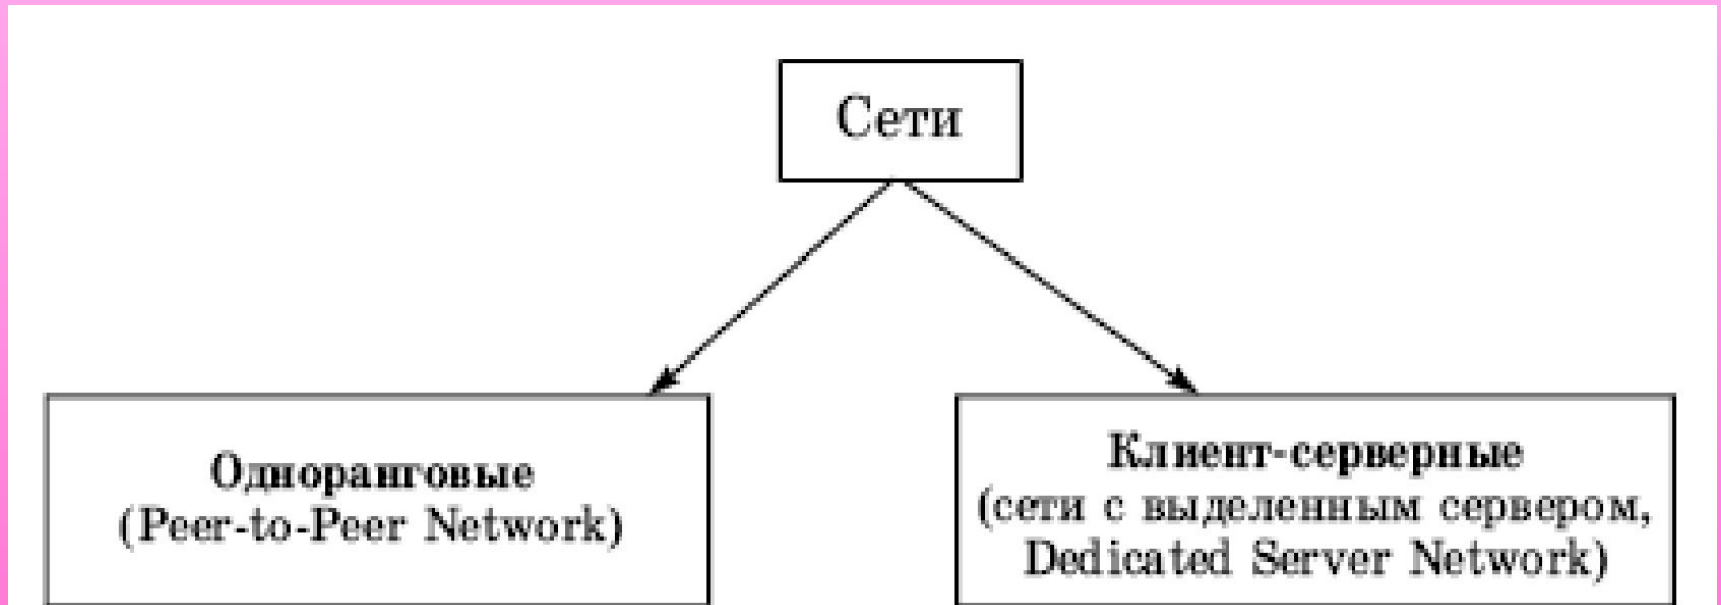 Сети
Одноранговые
(Peer-to-Peer Network)
Клиент-серверные
(сети с выделенным сервером,
Dedicated Server Network)